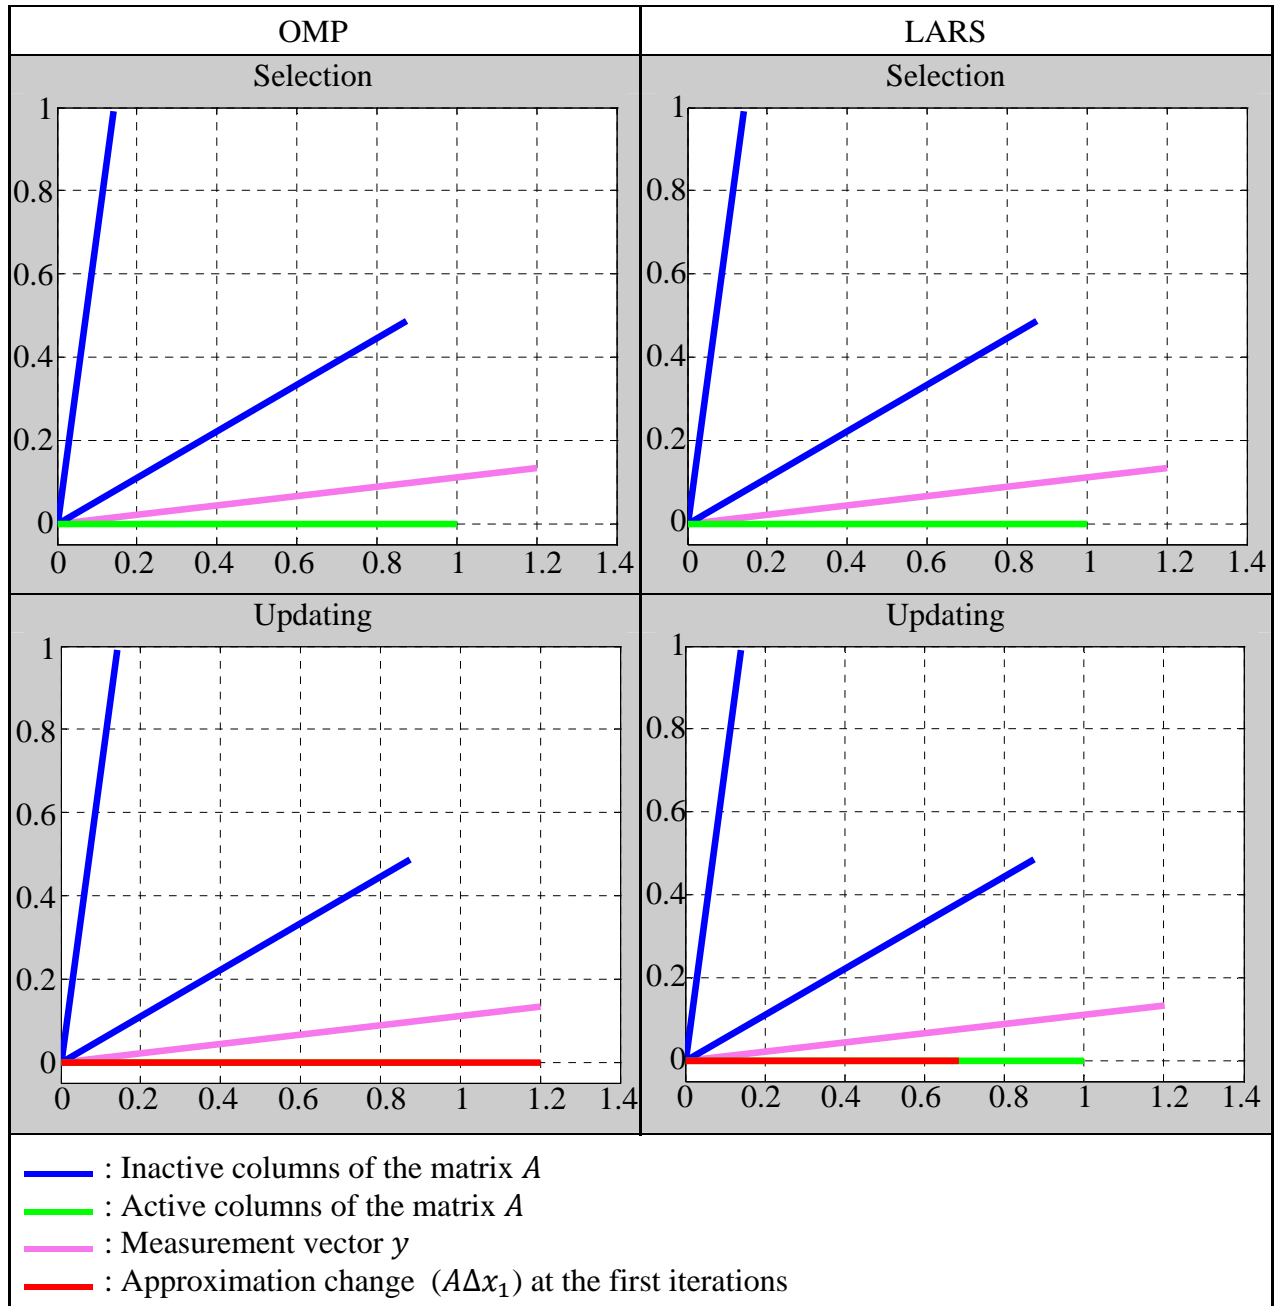 OMP
LARS
Selection
1
0.8
0.6
0.4
0.2
0
0 0.2 0.4 0.6 0.8 1 1.2 1.4
Selection
1
0.8
0.6
0.4
0.2
0
0 0.2 0.4 0.6 0.8 1 1.2 1.4
Updating
1
0.8
0.6
0.4
0.2
0
0 0.2 0.4 0.6 0.8 1 1.2 1.4
Updating
1
0.8
0.6
0.4
0.2
0
0 0.2 0.4 0.6 0.8 1 1.2 1.4
: Inactive columns of the matrix A
: Active columns of the matrix A
: Measurement vector y
: Approximation change (AΔx₁) at the first iterations